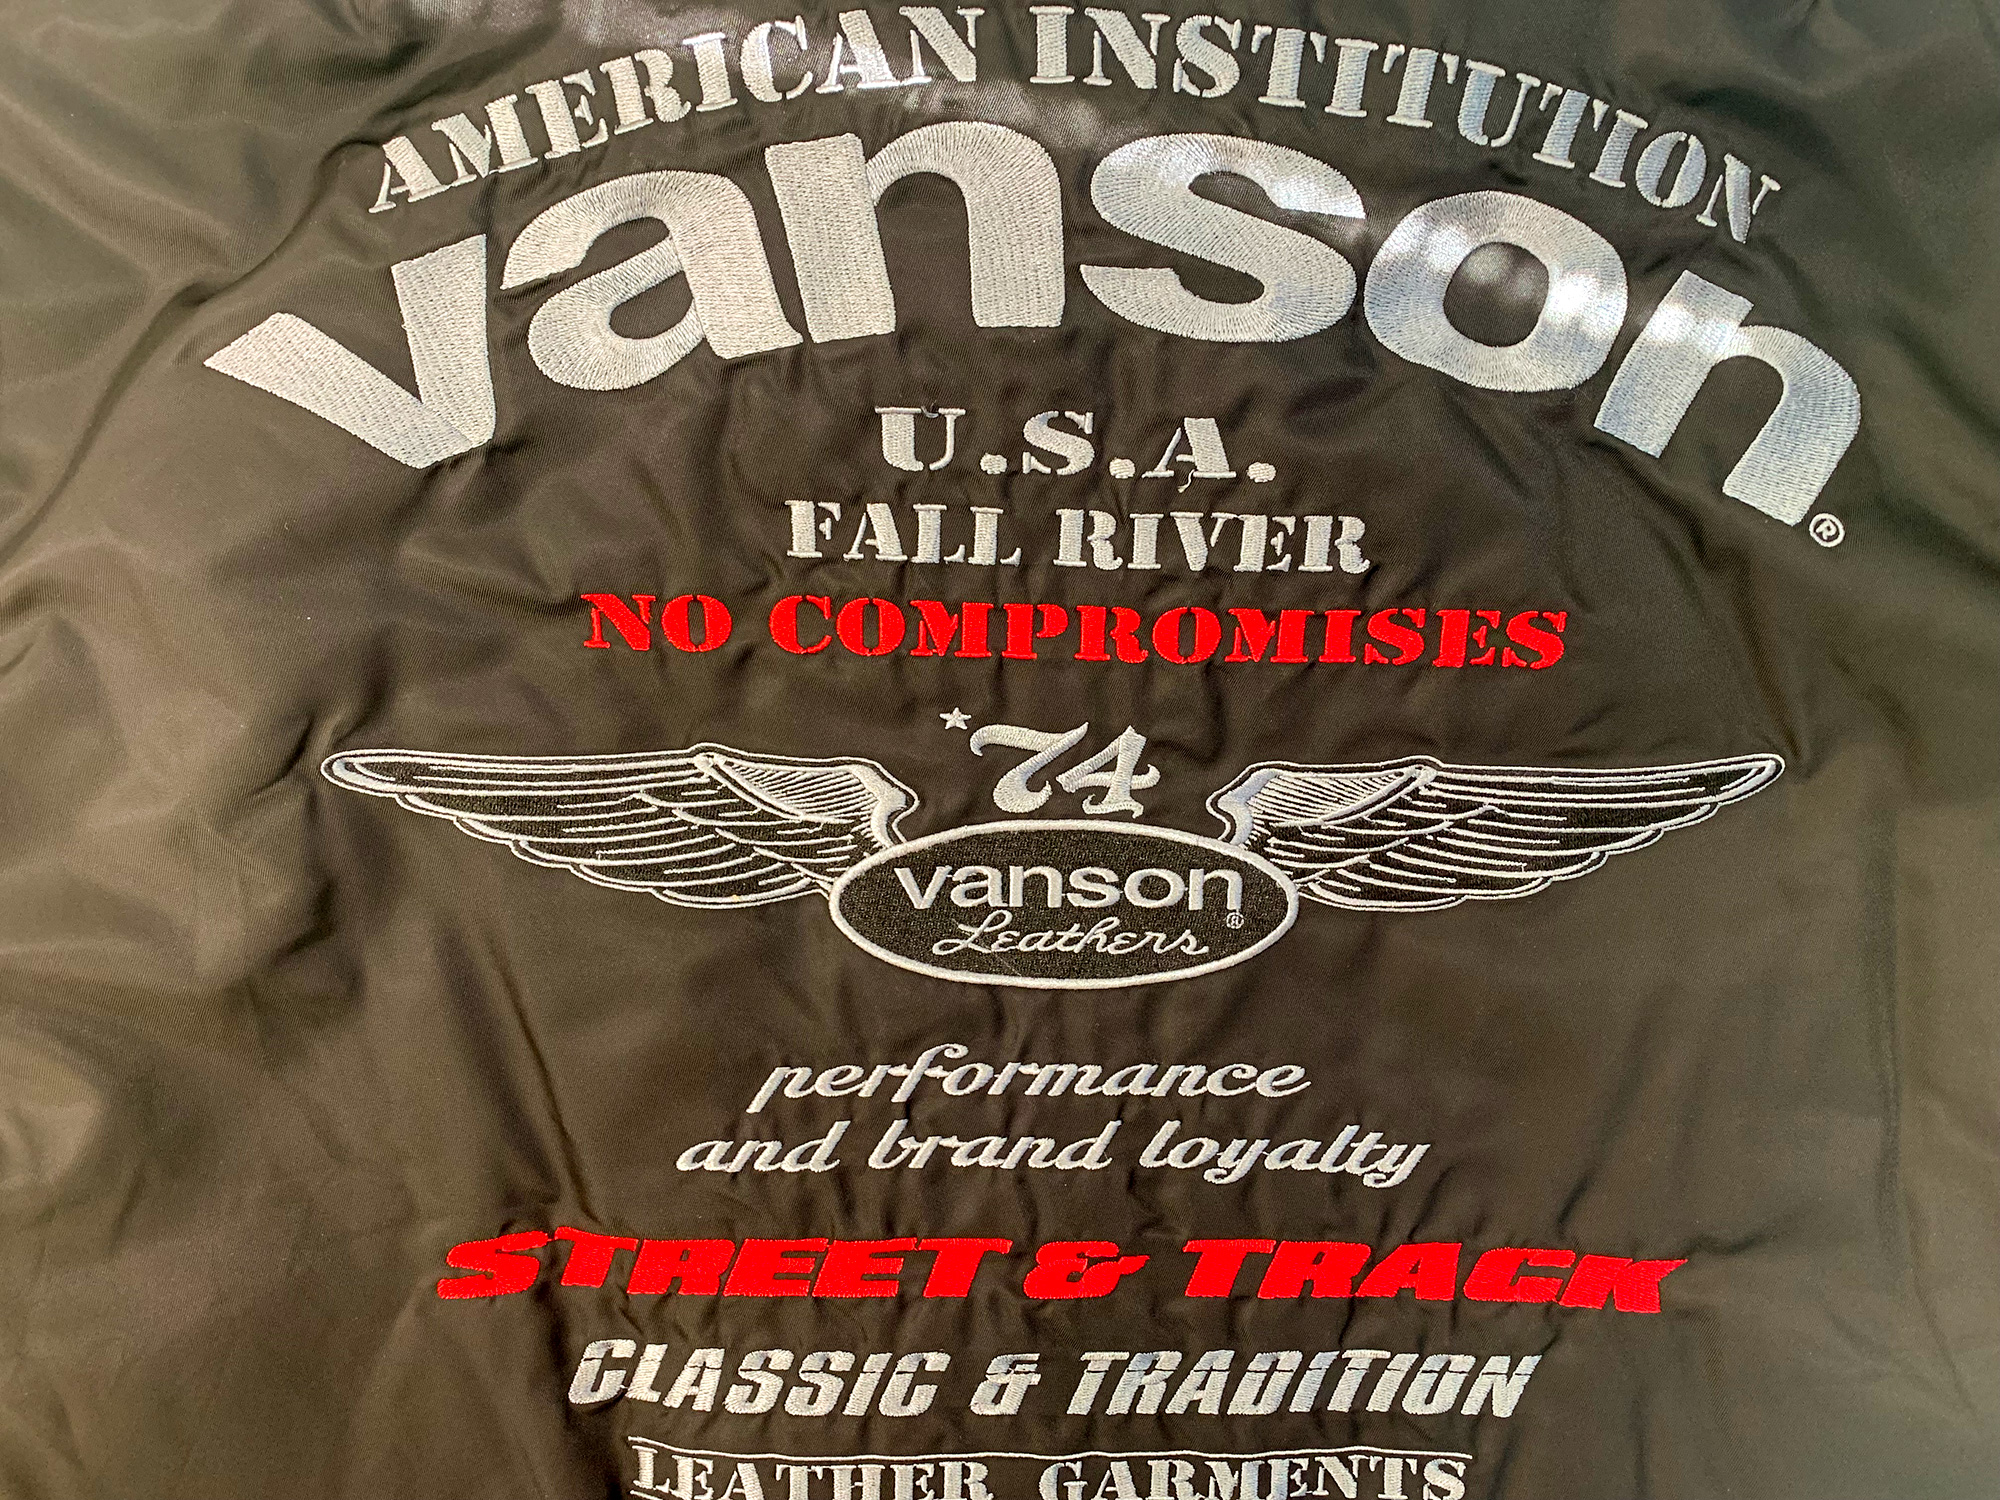 AMERICAN INSTITUTION
vanson®
U.S.A.
FALL RIVER
NO COMPROMISES
'74
vanson®
Leathers
performance
and brand loyalty
STREET & TRACK
CLASSIC & TRADITION
LEATHER GARMENTS